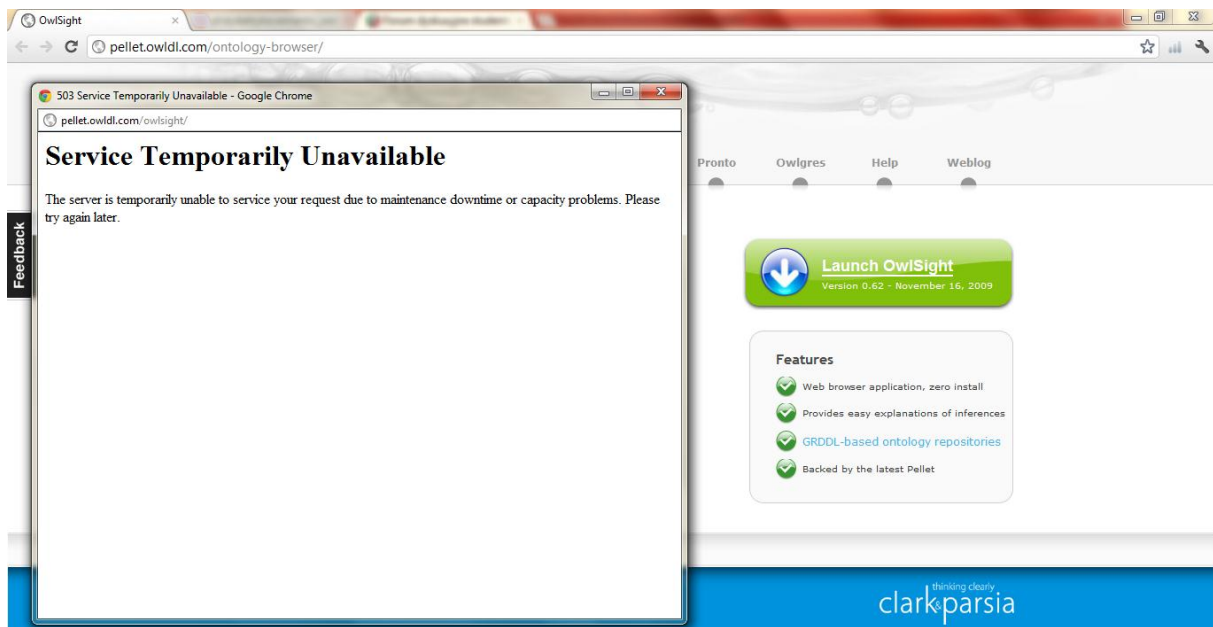 OwlSight
pellet.owldl.com/ontology-browser/
503 Service Temporarily Unavailable - Google Chrome
pellet.owldl.com/owlsight/
Service Temporarily Unavailable
The server is temporarily unable to service your request due to maintenance downtime or capacity problems. Please
try again later.
Feedback
Pronto Owlgres Help Weblog
Launch OwlSight
Version 0.62 - November 16, 2009
Features
Web browser application, zero install
Provides easy explanations of inferences
GRDDL-based ontology repositories
Backed by the latest Pellet
thinking clearly
clark&parsia